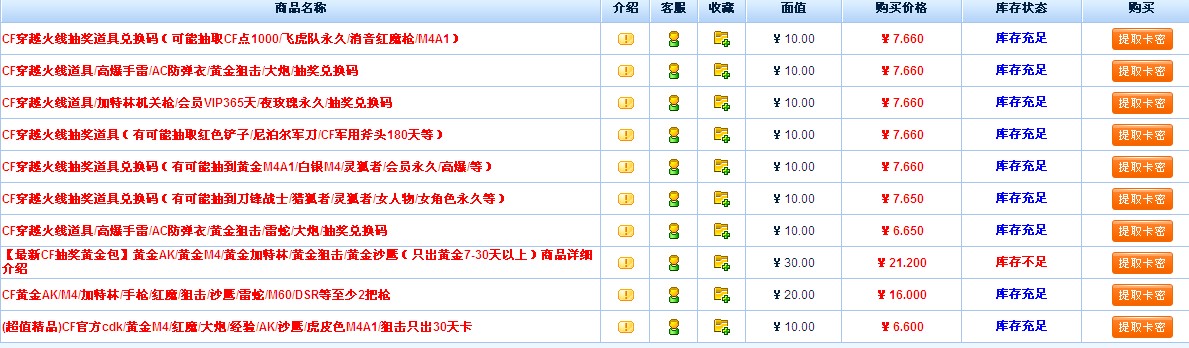 商品名称 介绍 客服 收藏 面值 购买价格 库存状态 购买
CF穿越火线抽奖道具兑换码（可能抽取CF点1000/飞虎队永久/消音红魔枪/M4A1） ¥ 10.00 ¥ 7.660 库存充足 提取卡密
CF穿越火线道具/高爆手雷/AC防弹衣/黄金狙击/大炮/抽奖兑换码 ¥ 10.00 ¥ 7.660 库存充足 提取卡密
CF穿越火线道具/加特林机关枪/会员VIP365天/夜玫瑰永久/抽奖兑换码 ¥ 10.00 ¥ 7.660 库存充足 提取卡密
CF穿越火线抽奖道具（有可能抽取红色铲子/尼泊尔军刀/CF军用斧头180天等） ¥ 10.00 ¥ 7.660 库存充足 提取卡密
CF穿越火线抽奖道具兑换码（有可能抽到黄金M4A1/白银M4/灵狐者/会员永久/高爆/等） ¥ 10.00 ¥ 7.660 库存充足 提取卡密
CF穿越火线抽奖道具兑换码（有可能抽到刀锋战士/猎狐者/灵狐者/女人物/女角色永久等） ¥ 10.00 ¥ 7.650 库存充足 提取卡密
CF穿越火线道具/高爆手雷/AC防弹衣/黄金狙击/雷蛇/大炮/抽奖兑换码 ¥ 10.00 ¥ 6.650 库存充足 提取卡密
【最新CF抽奖黄金包】黄金AK/黄金M4/黄金加特林/黄金狙击/黄金沙鹰（只出黄金7-30天以上）商品详细
介绍 ¥ 30.00 ¥ 21.200 库存不足 提取卡密
CF黄金AK/M4/加特林/手枪/红魔/狙击/沙鹰/雷蛇/M60/DSR等至少2把枪 ¥ 20.00 ¥ 16.000 库存充足 提取卡密
(超值精品)CF官方cdk/黄金M4/红魔/大炮/经验/AK/沙鹰/虎皮色M4A1/狙击只出30天卡 ¥ 10.00 ¥ 6.600 库存充足 提取卡密